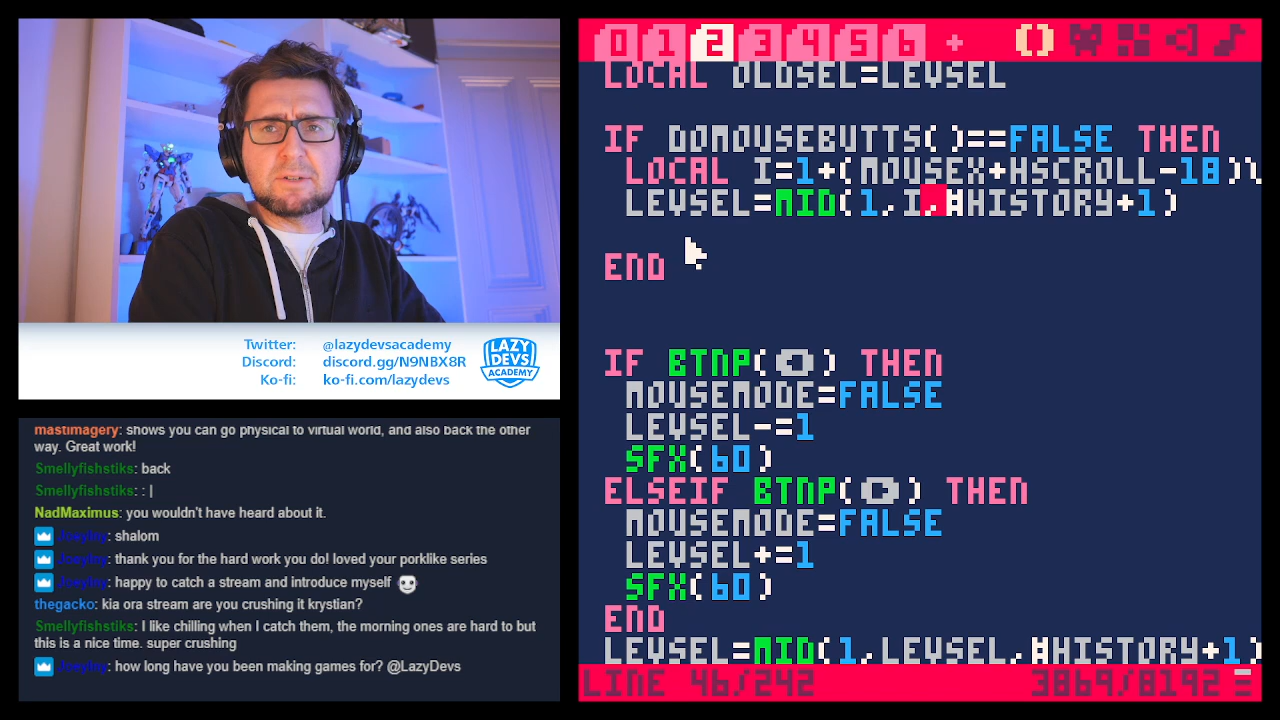 Twitter: @lazydevsacademy
Discord: discord.gg/N9NBX8R
Ko-fi: ko-fi.com/lazydevs
LAZY
DEVS
ACADEMY
mastimagery: shows you can go physical to virtual world, and also back the other
way. Great work!
Smellyfishstiks: back
Smellyfishstiks: : |
NadMaximus: you wouldn't have heard about it.
shalom
thank you for the hard work you do! loved your porklike series
happy to catch a stream and introduce myself
thegacko: kia ora stream are you crushing it krystian?
Smellyfishstiks: I like chilling when I catch them, the morning ones are hard to but
this is a nice time. super crushing
how long have you been making games for? @LazyDevs
0 1 2 3 4 5 6 +
LOCAL OLDSEL=LEVSEL
IF DOMOUSEBUTTS()==FALSE THEN
LOCAL I=1+(MOUSEX+HSCROLL-18)\
LEVSEL=MID(1,I,#HISTORY+1)
END
IF BTNP(⬅️) THEN
MOUSEMODE=FALSE
LEVSEL-=1
SFX(60)
ELSEIF BTNP(➡️) THEN
MOUSEMODE=FALSE
LEVSEL+=1
SFX(60)
END
LEVSEL=MID(1,LEVSEL,#HISTORY+1)
LINE 46/242 3869/8192